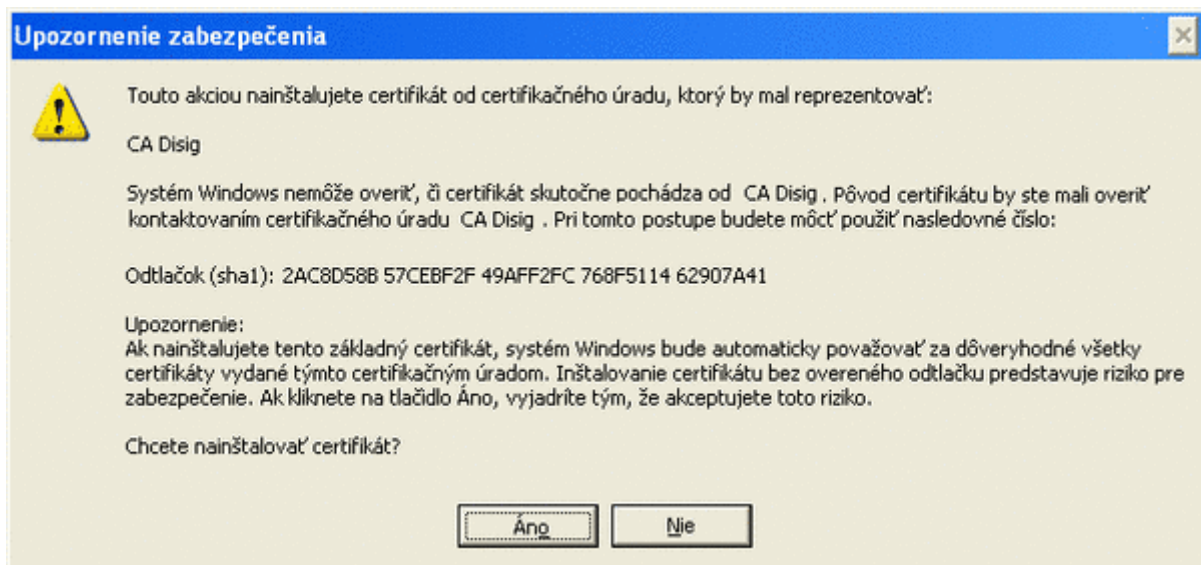 Upozornenie zabezpečenia
Touto akciou nainštalujete certifikát od certifikačného úradu, ktorý by mal reprezentovať:
CA Disig
Systém Windows nemôže overiť, či certifikát skutočne pochádza od CA Disig . Pôvod certifikátu by ste mali overiť
kontaktovaním certifikačného úradu CA Disig . Pri tomto postupe budete môcť použiť nasledovné číslo:
Odtlačok (sha1): 2AC8D58B 57CEBF2F 49AFF2FC 768F5114 62907A41
Upozornenie:
Ak nainštalujete tento základný certifikát, systém Windows bude automaticky považovať za dôveryhodné všetky
certifikáty vydané týmto certifikačným úradom. Inštalovanie certifikátu bez overeného odtlačku predstavuje riziko pre
zabezpečenie. Ak kliknete na tlačidlo Áno, vyjadríte tým, že akceptujete toto riziko.
Chcete nainštalovať certifikát?
Áno Nie